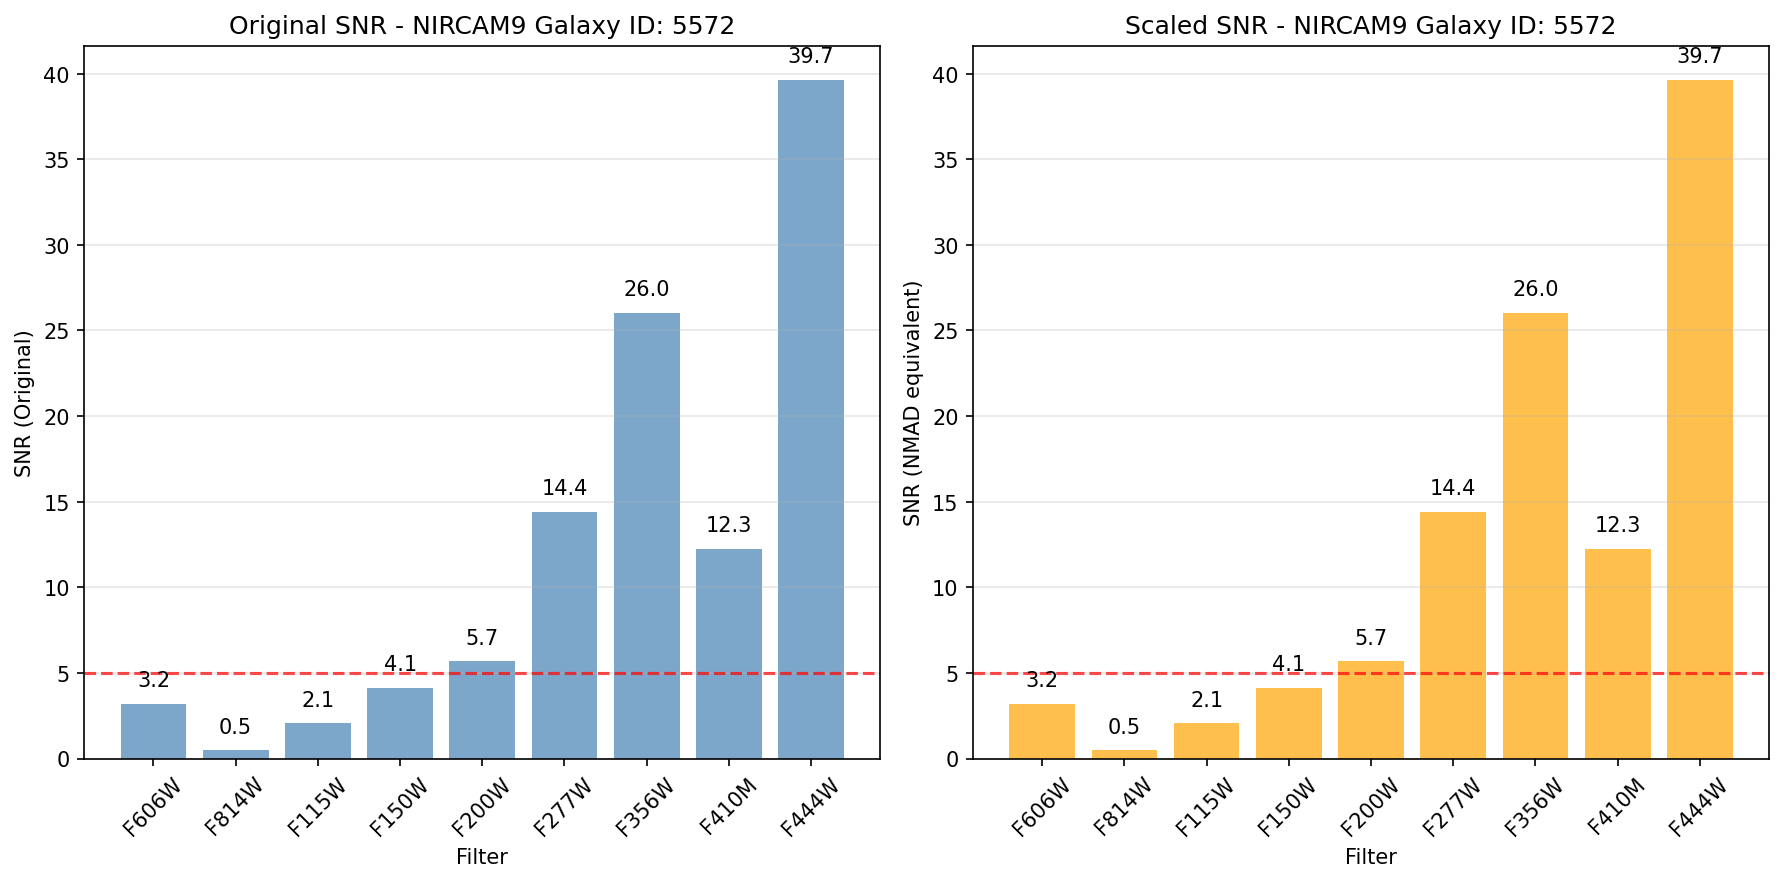 Original SNR - NIRCAM9 Galaxy ID: 5572
SNR (Original)
40
35
30
25
20
15
10
5
0
3.2
0.5
2.1
4.1
5.7
14.4
26.0
12.3
39.7
F606W
F814W
F115W
F150W
F200W
F277W
F356W
F410M
F444W
Filter
Scaled SNR - NIRCAM9 Galaxy ID: 5572
SNR (NMAD equivalent)
40
35
30
25
20
15
10
5
0
3.2
0.5
2.1
4.1
5.7
14.4
26.0
12.3
39.7
F606W
F814W
F115W
F150W
F200W
F277W
F356W
F410M
F444W
Filter